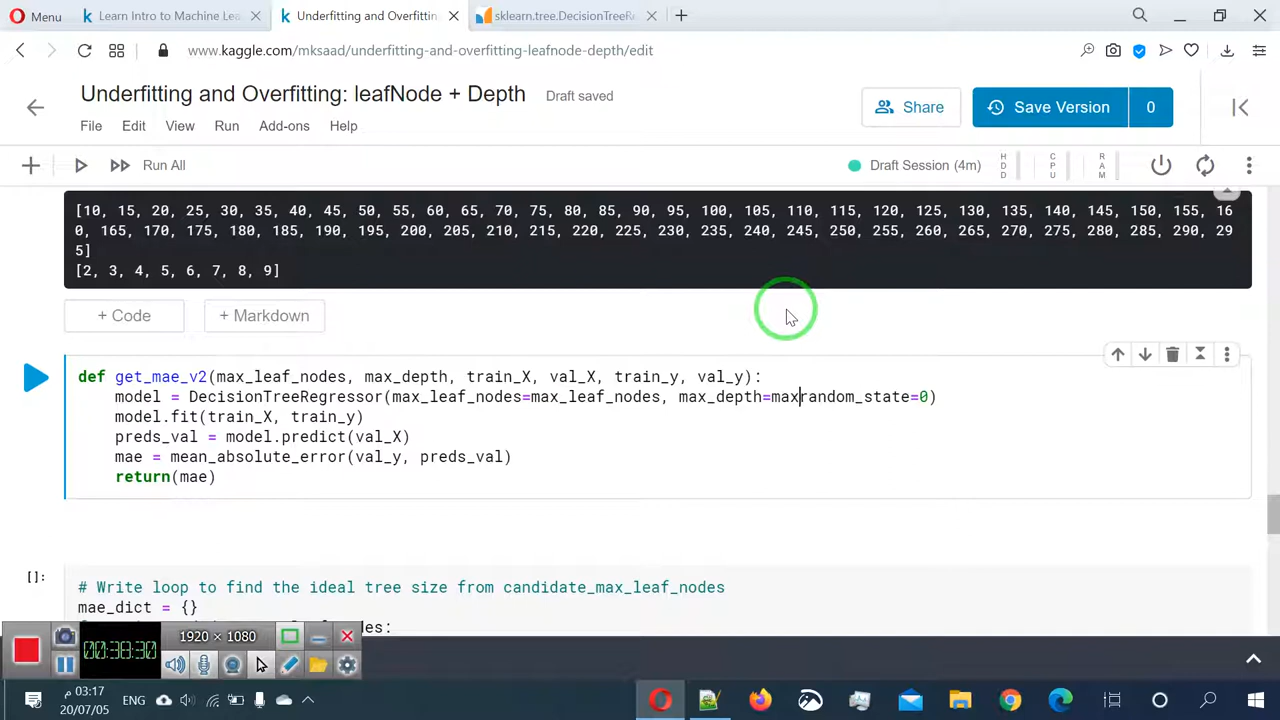 Menu
Learn Intro to Machine Lea
Underfitting and Overfittin
sklearn.tree.DecisionTreeRe
www.kaggle.com/mksaad/underfitting-and-overfitting-leafnode-depth/edit
Underfitting and Overfitting: leafNode + Depth
Draft saved
Share
Save Version
0
File Edit View Run Add-ons Help
Run All
Draft Session (4m)
HDD
CPU
RAM
[10, 15, 20, 25, 30, 35, 40, 45, 50, 55, 60, 65, 70, 75, 80, 85, 90, 95, 100, 105, 110, 115, 120, 125, 130, 135, 140, 145, 150, 155, 16
0, 165, 170, 175, 180, 185, 190, 195, 200, 205, 210, 215, 220, 225, 230, 235, 240, 245, 250, 255, 260, 265, 270, 275, 280, 285, 290, 29
5]
[2, 3, 4, 5, 6, 7, 8, 9]
+ Code
+ Markdown
def get_mae_v2(max_leaf_nodes, max_depth, train_X, val_X, train_y, val_y):
model = DecisionTreeRegressor(max_leaf_nodes=max_leaf_nodes, max_depth=maxrandom_state=0)
model.fit(train_X, train_y)
preds_val = model.predict(val_X)
mae = mean_absolute_error(val_y, preds_val)
return(mae)
[]:
# Write loop to find the ideal tree size from candidate_max_leaf_nodes
mae_dict = {}
des:
00:38:30
1920 × 1080
ENG
03:17 م
20/07/05